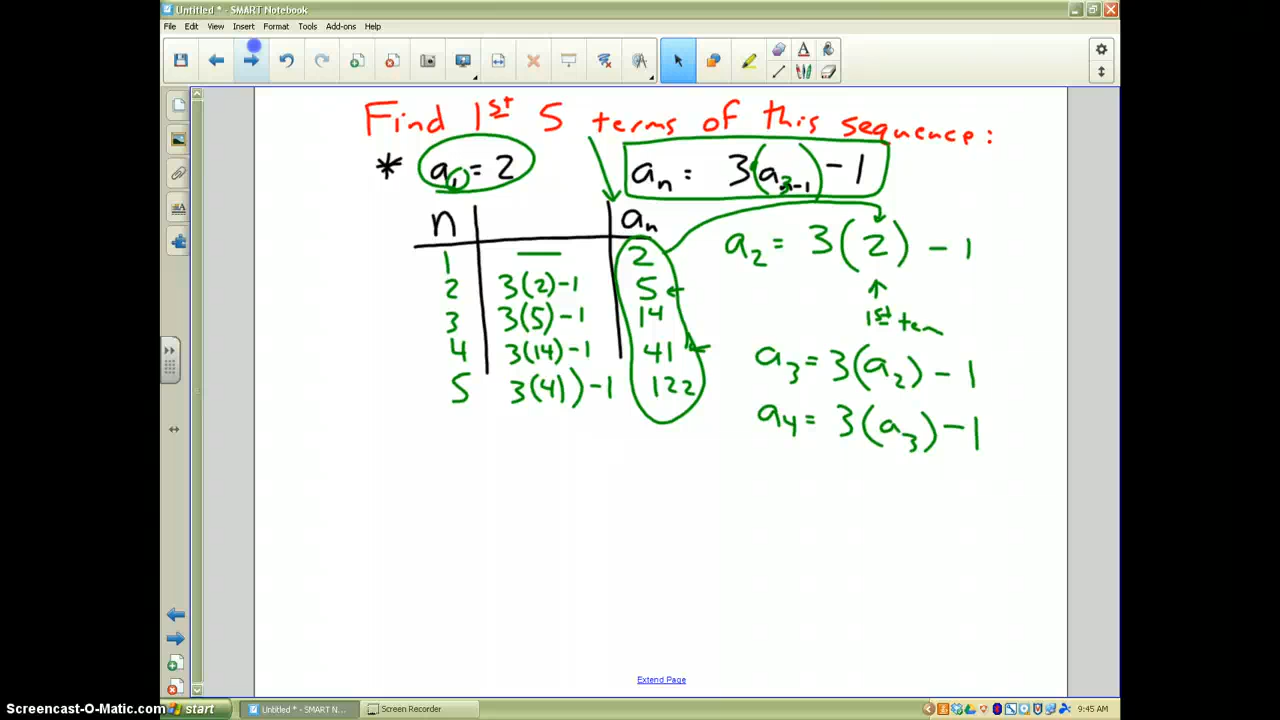 Untitled * - SMART Notebook
File Edit View Insert Format Tools Add-ons Help
Find 1st 5 terms of this sequence:
* a₁ = 2 aₙ = 3(aₙ₋₁) - 1
n aₙ
1 — 2
2 3(2)-1 5
3 3(5)-1 14
4 3(14)-1 41
5 3(41)-1 122
a₂ = 3(2) - 1
1st term
a₃ = 3(a₂) - 1
a₄ = 3(a₃) - 1
Extend Page
Screencast-O-Matic.com
start Untitled * - SMART N... Screen Recorder 9:45 AM